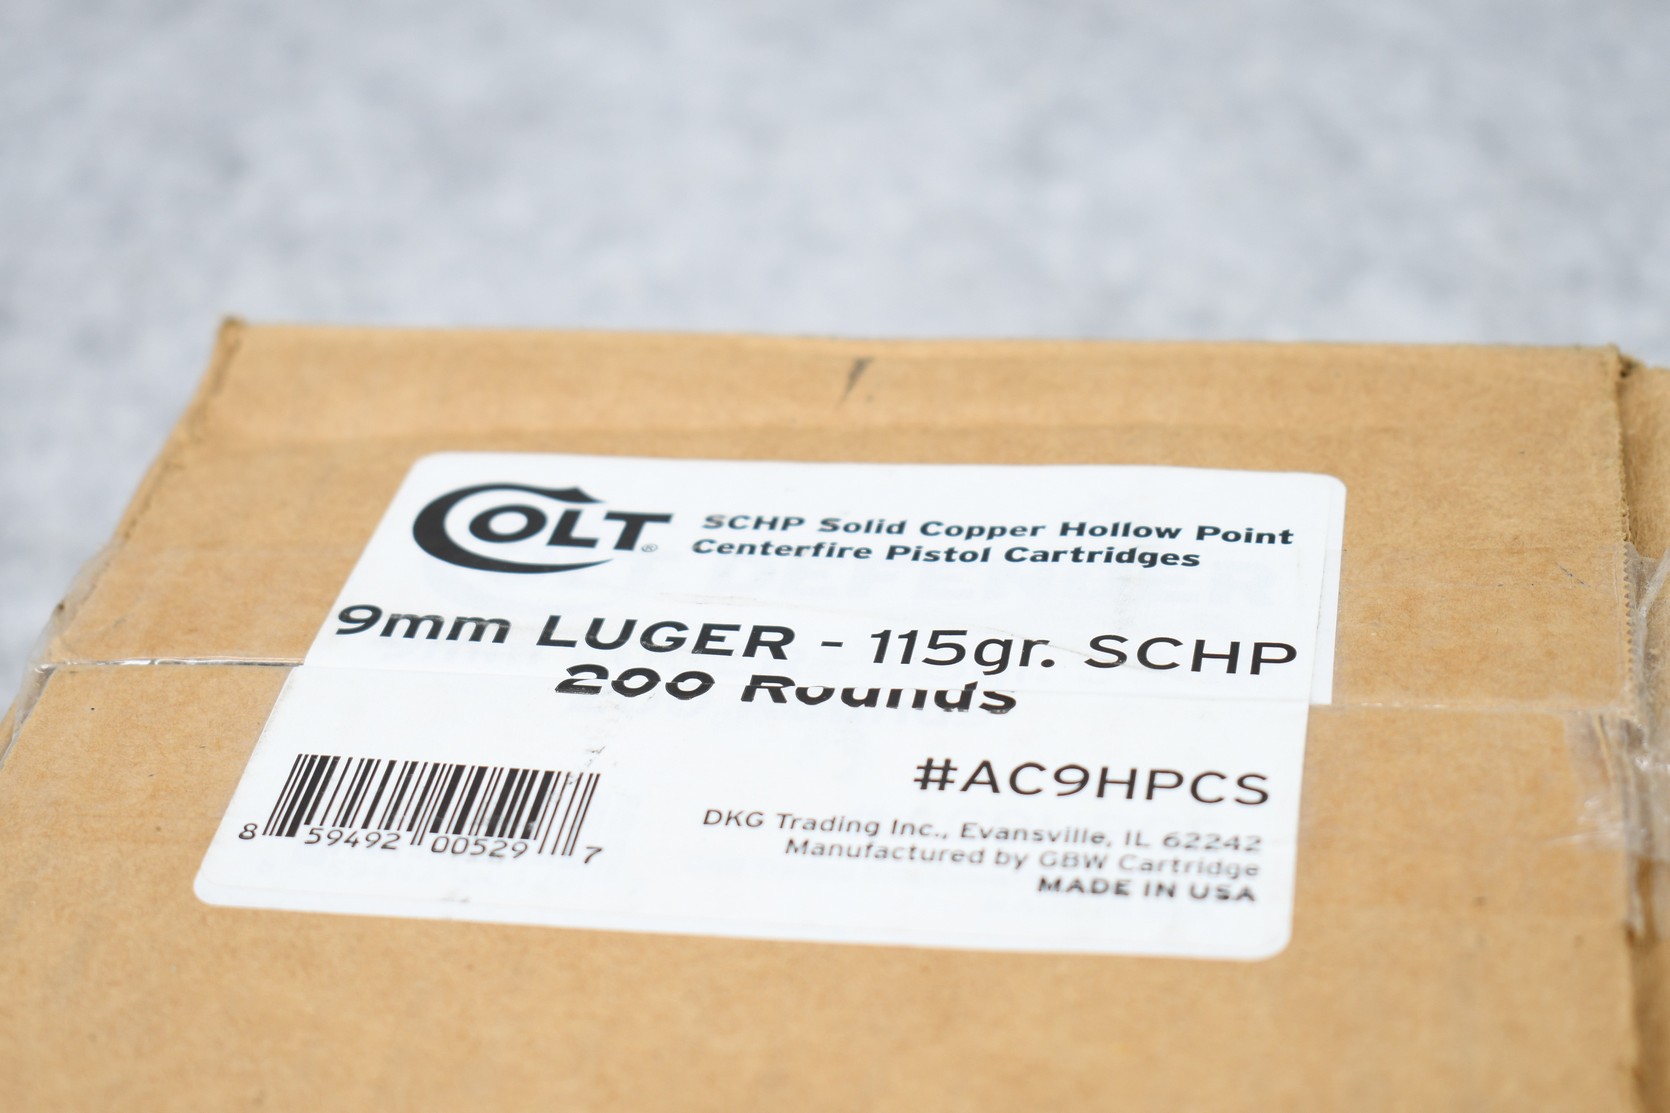 COLT®
SCHP Solid Copper Hollow Point
Centerfire Pistol Cartridges
9mm LUGER - 115gr. SCHP
200 Rounds
8 59492 00529 7
#AC9HPCS
DKG Trading Inc., Evansville, IL 62242
Manufactured by GBW Cartridge
MADE IN USA